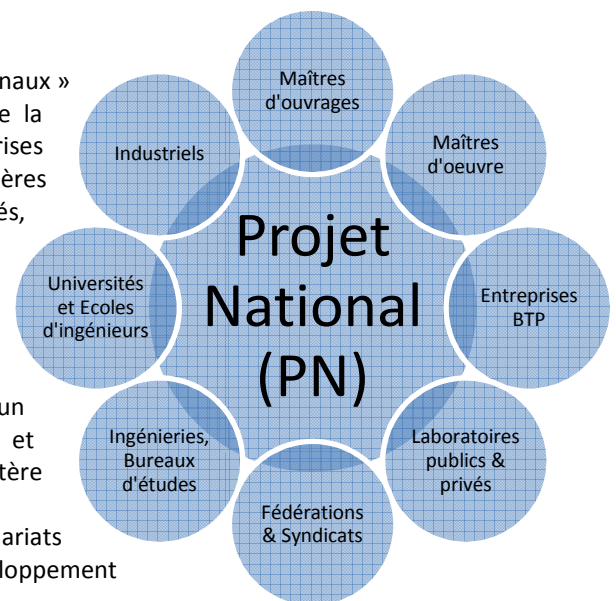 naux »
e la
rises
ères
és,
un
et
tère
ariats
loppement
Maîtres
d'ouvrages
Maîtres
d'oeuvre
Entreprises
BTP
Laboratoires
publics &
privés
Fédérations
& Syndicats
Ingénieries,
Bureaux
d'études
Universités
et Ecoles
d'ingénieurs
Industriels
Projet
National
(PN)